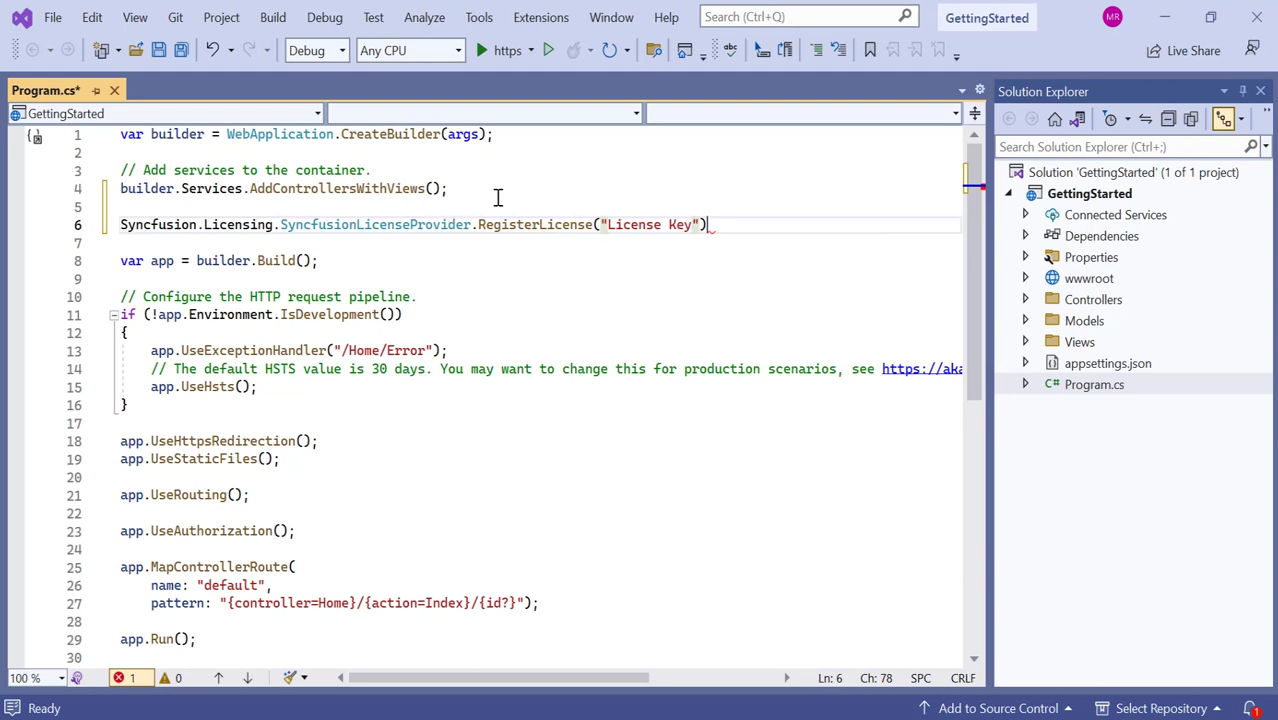 File Edit View Git Project Build Debug Test Analyze Tools Extensions Window Help Search (Ctrl+Q) GettingStarted MR
Debug Any CPU https Live Share
Program.cs*
GettingStarted
1 var builder = WebApplication.CreateBuilder(args);
2
3 // Add services to the container.
4 builder.Services.AddControllersWithViews();
5
6 Syncfusion.Licensing.SyncfusionLicenseProvider.RegisterLicense("License Key")
7
8 var app = builder.Build();
9
10 // Configure the HTTP request pipeline.
11 if (!app.Environment.IsDevelopment())
12 {
13 app.UseExceptionHandler("/Home/Error");
14 // The default HSTS value is 30 days. You may want to change this for production scenarios, see https://aka
15 app.UseHsts();
16 }
17
18 app.UseHttpsRedirection();
19 app.UseStaticFiles();
20
21 app.UseRouting();
22
23 app.UseAuthorization();
24
25 app.MapControllerRoute(
26 name: "default",
27 pattern: "{controller=Home}/{action=Index}/{id?}");
28
29 app.Run();
30
100 % 1 0 Ln: 6 Ch: 78 SPC CRLF
Solution Explorer
Search Solution Explorer (Ctrl+;)
Solution 'GettingStarted' (1 of 1 project)
GettingStarted
Connected Services
Dependencies
Properties
wwwroot
Controllers
Models
Views
appsettings.json
C# Program.cs
Ready Add to Source Control Select Repository 1